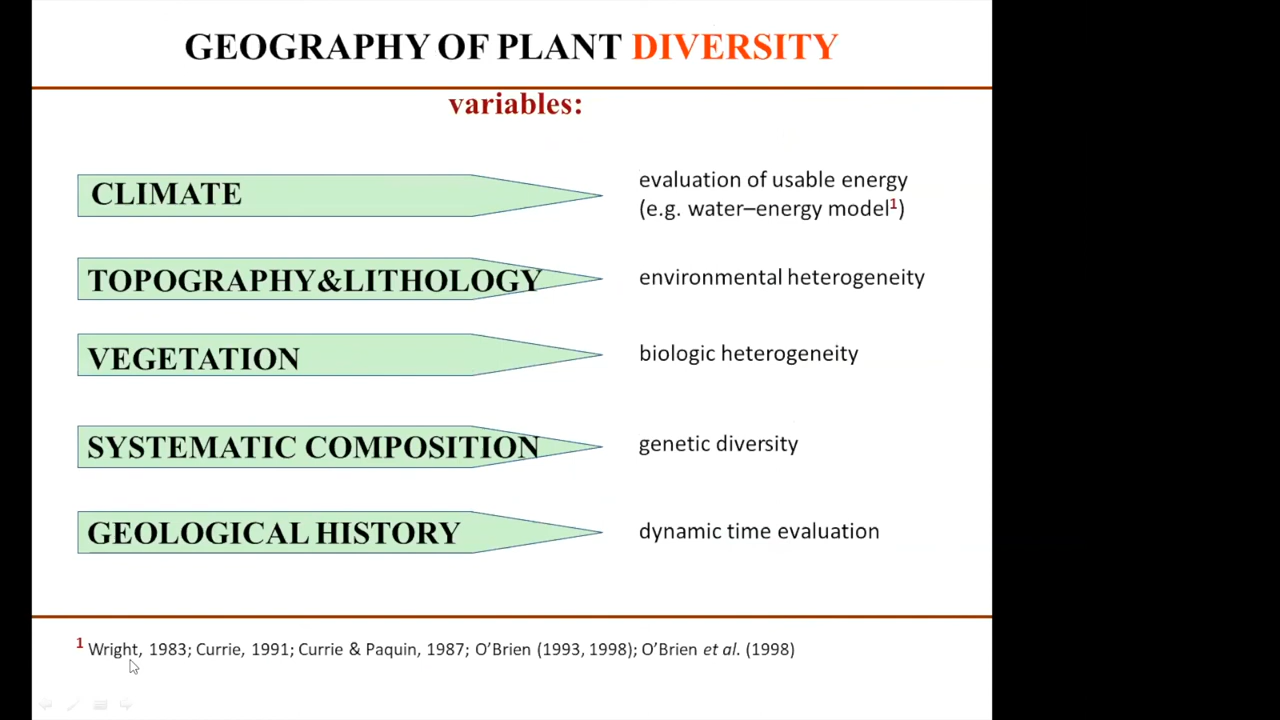 GEOGRAPHY OF PLANT DIVERSITY
variables:
CLIMATE
evaluation of usable energy
(e.g. water–energy model¹)
TOPOGRAPHY&LITHOLOGY
environmental heterogeneity
VEGETATION
biologic heterogeneity
SYSTEMATIC COMPOSITION
genetic diversity
GEOLOGICAL HISTORY
dynamic time evaluation
¹ Wright, 1983; Currie, 1991; Currie & Paquin, 1987; O’Brien (1993, 1998); O’Brien et al. (1998)